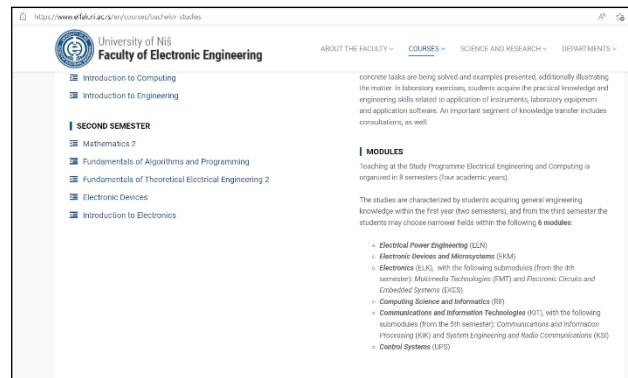 https://www.elfak.ni.ac.rs/en/courses/bachelor-studies
University of Niš
Faculty of Electronic Engineering
ABOUT THE FACULTY
COURSES
SCIENCE AND RESEARCH
DEPARTMENTS
Introduction to Computing
Introduction to Engineering
SECOND SEMESTER
Mathematics 2
Fundamentals of Algorithms and Programming
Fundamentals of Theoretical Electrical Engineering 2
Electronic Devices
Introduction to Electronics
concrete tasks are being solved and examples presented, additionally illustrating
the matter. In laboratory exercises, students acquire the practical knowledge and
engineering skills related to application of instruments, laboratory equipment
and application software. An important segment of knowledge transfer includes
consultations, as well.
MODULES
Teaching at the Study Programme Electrical Engineering and Computing is
organized in 8 semesters (four academic years).
The studies are characterized by students acquiring general engineering
knowledge within the first year (two semesters), and from the third semester the
students may choose narrower fields within the following 6 modules:
Electrical Power Engineering (EEN)
Electronic Devices and Microsystems (EKM)
Electronics (ELK), with the following submodules (from the 4th
semester): Multimedia Technologies (EMT) and Electronic Circuits and
Embedded Systems (EKES)
Computing Science and Informatics (RII)
Communications and Information Technologies (KIT), with the following
submodules (from the 5th semester): Communications and Information
Processing (KIK) and System Engineering and Radio Communications (KSI)
Control Systems (UPS)